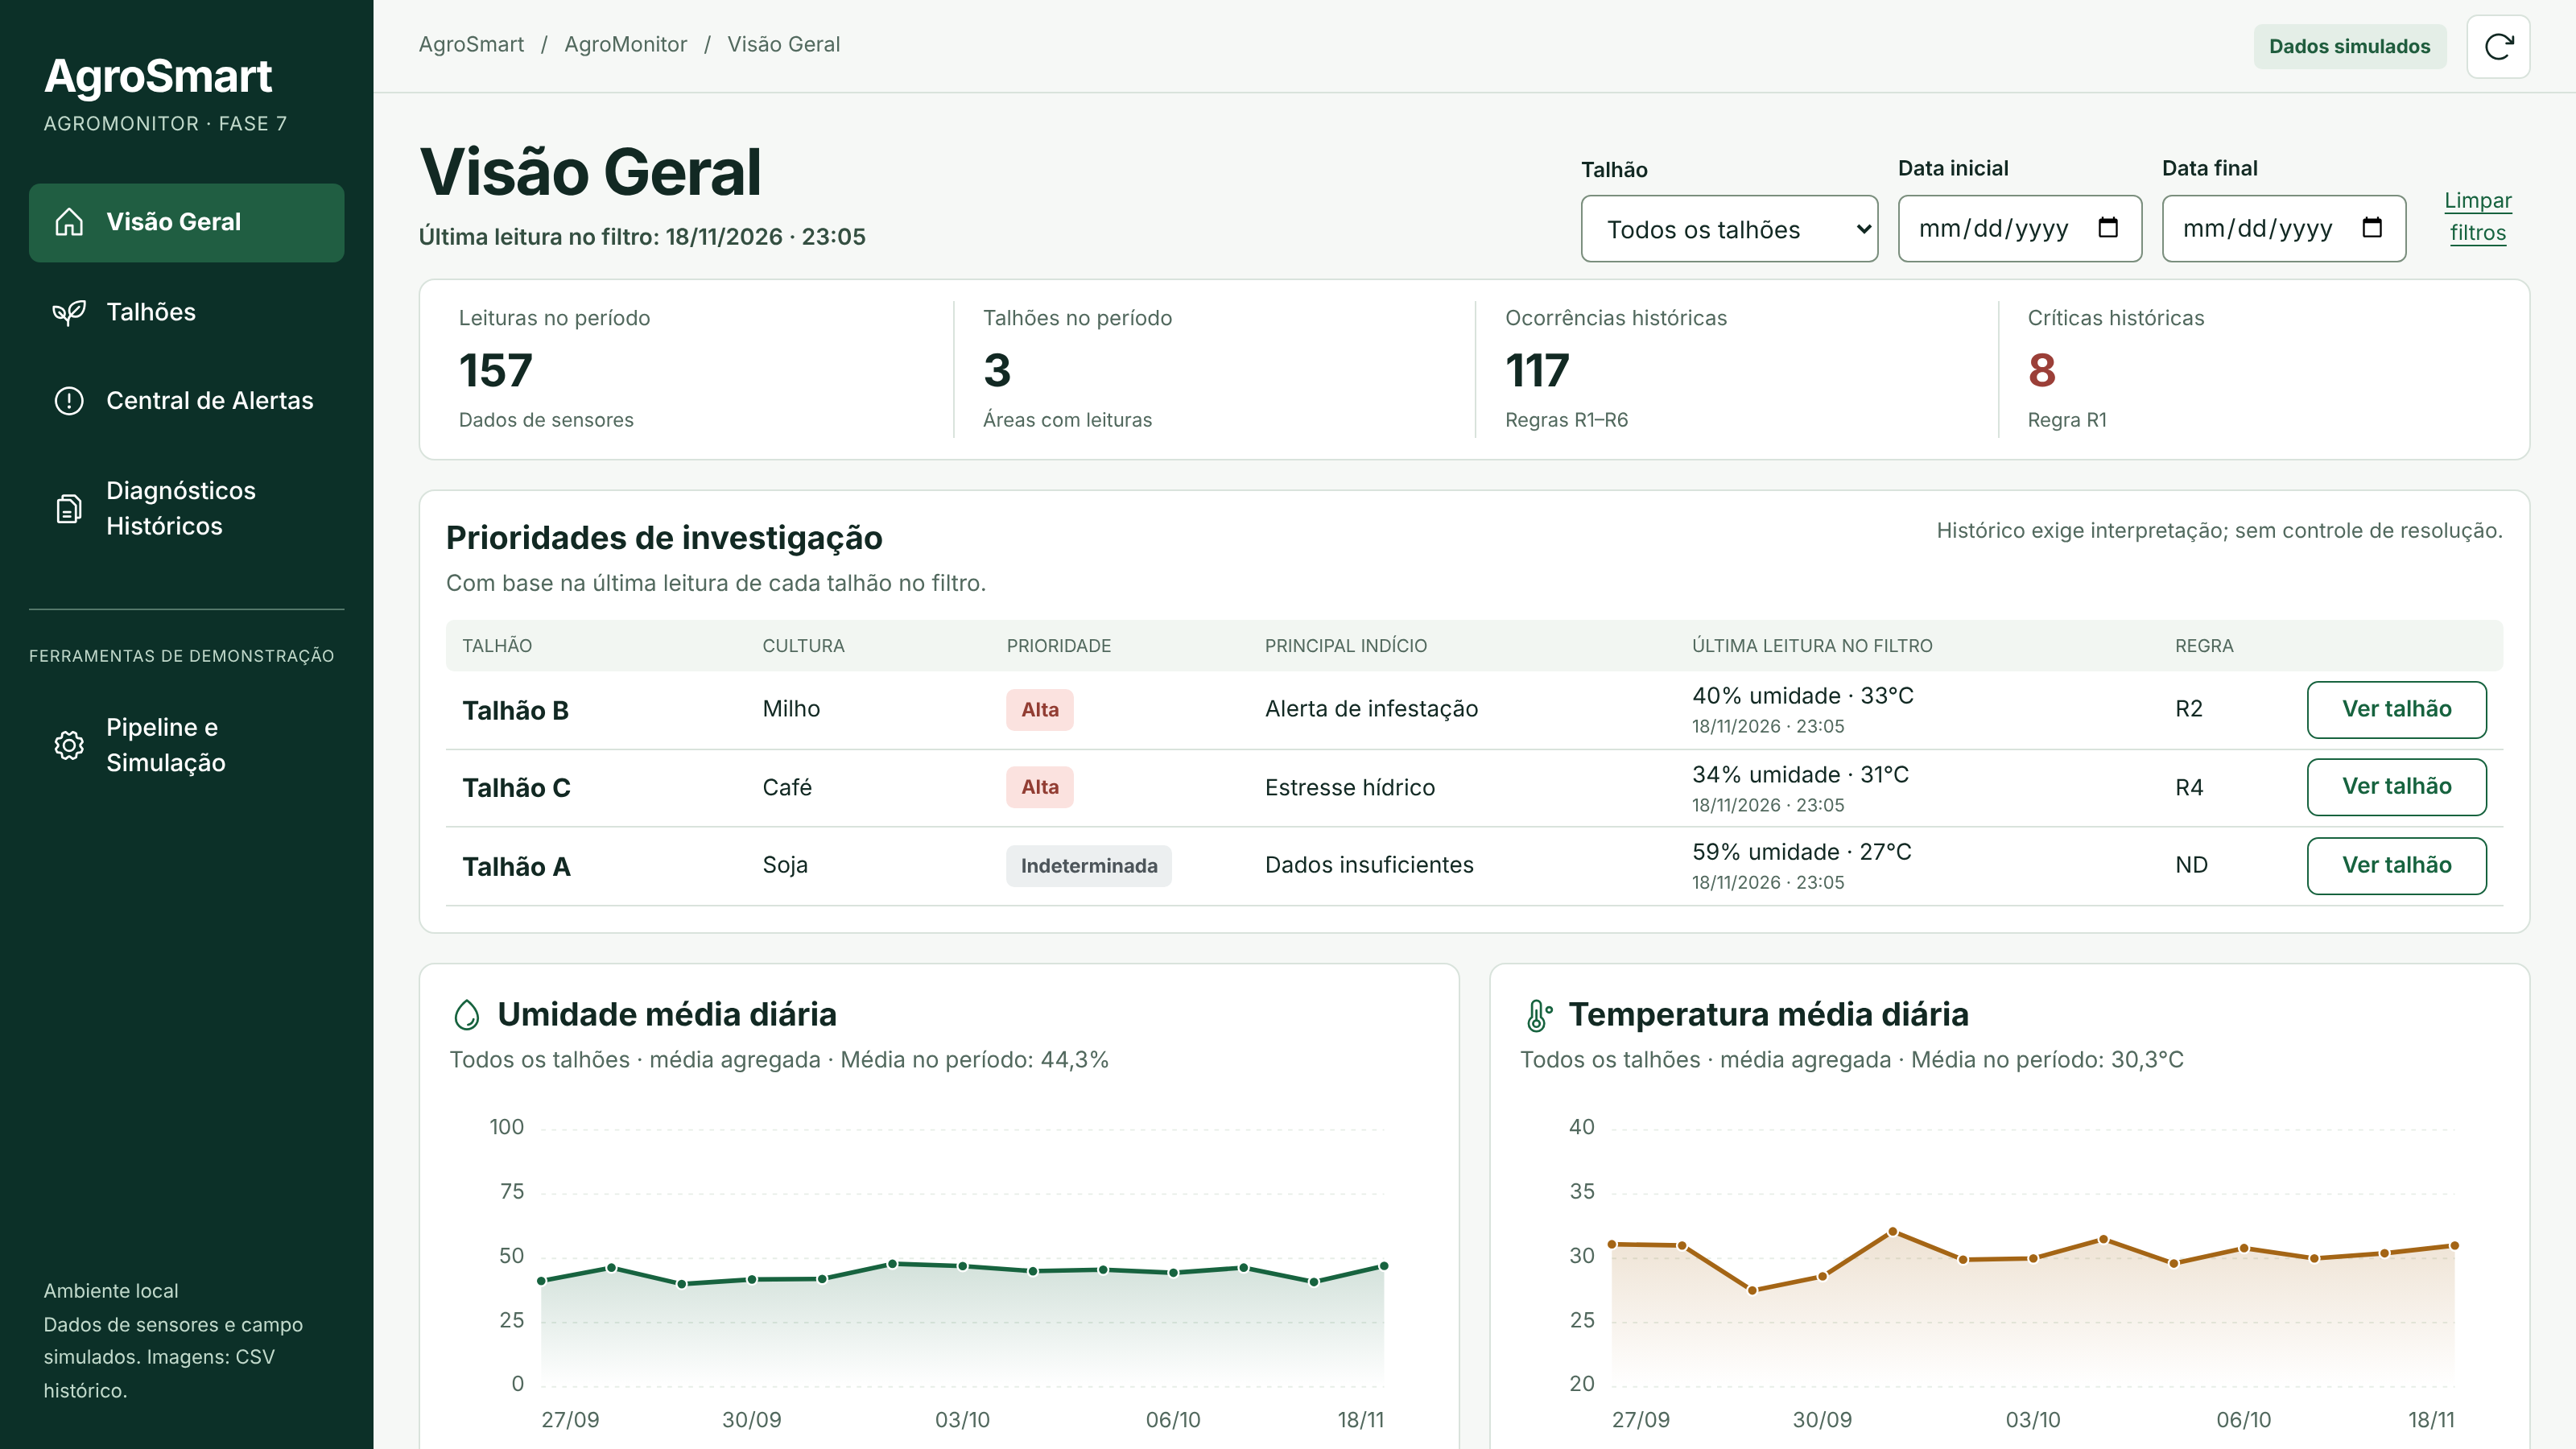 AgroSmart
AGROMONITOR · FASE 7
Visão Geral
Talhões
Central de Alertas
Diagnósticos
Históricos
FERRAMENTAS DE DEMONSTRAÇÃO
Pipeline e
Simulação
Ambiente local
Dados de sensores e campo
simulados. Imagens: CSV
histórico.
AgroSmart / AgroMonitor / Visão Geral
Dados simulados
Visão Geral
Última leitura no filtro: 18/11/2026 · 23:05
Talhão
Todos os talhões
Data inicial
mm/dd/yyyy
Data final
mm/dd/yyyy
Limpar
filtros
Leituras no período
157
Dados de sensores
Talhões no período
3
Áreas com leituras
Ocorrências históricas
117
Regras R1–R6
Críticas históricas
8
Regra R1
Prioridades de investigação
Histórico exige interpretação; sem controle de resolução.
Com base na última leitura de cada talhão no filtro.
TALHÃO CULTURA PRIORIDADE PRINCIPAL INDÍCIO ÚLTIMA LEITURA NO FILTRO REGRA
Talhão B Milho Alta Alerta de infestação 40% umidade · 33°C R2 Ver talhão
18/11/2026 · 23:05
Talhão C Café Alta Estresse hídrico 34% umidade · 31°C R4 Ver talhão
18/11/2026 · 23:05
Talhão A Soja Indeterminada Dados insuficientes 59% umidade · 27°C ND Ver talhão
18/11/2026 · 23:05
Umidade média diária
Todos os talhões · média agregada · Média no período: 44,3%
100
75
50
25
0
27/09 30/09 03/10 06/10 18/11
Temperatura média diária
Todos os talhões · média agregada · Média no período: 30,3°C
40
35
30
25
20
27/09 30/09 03/10 06/10 18/11